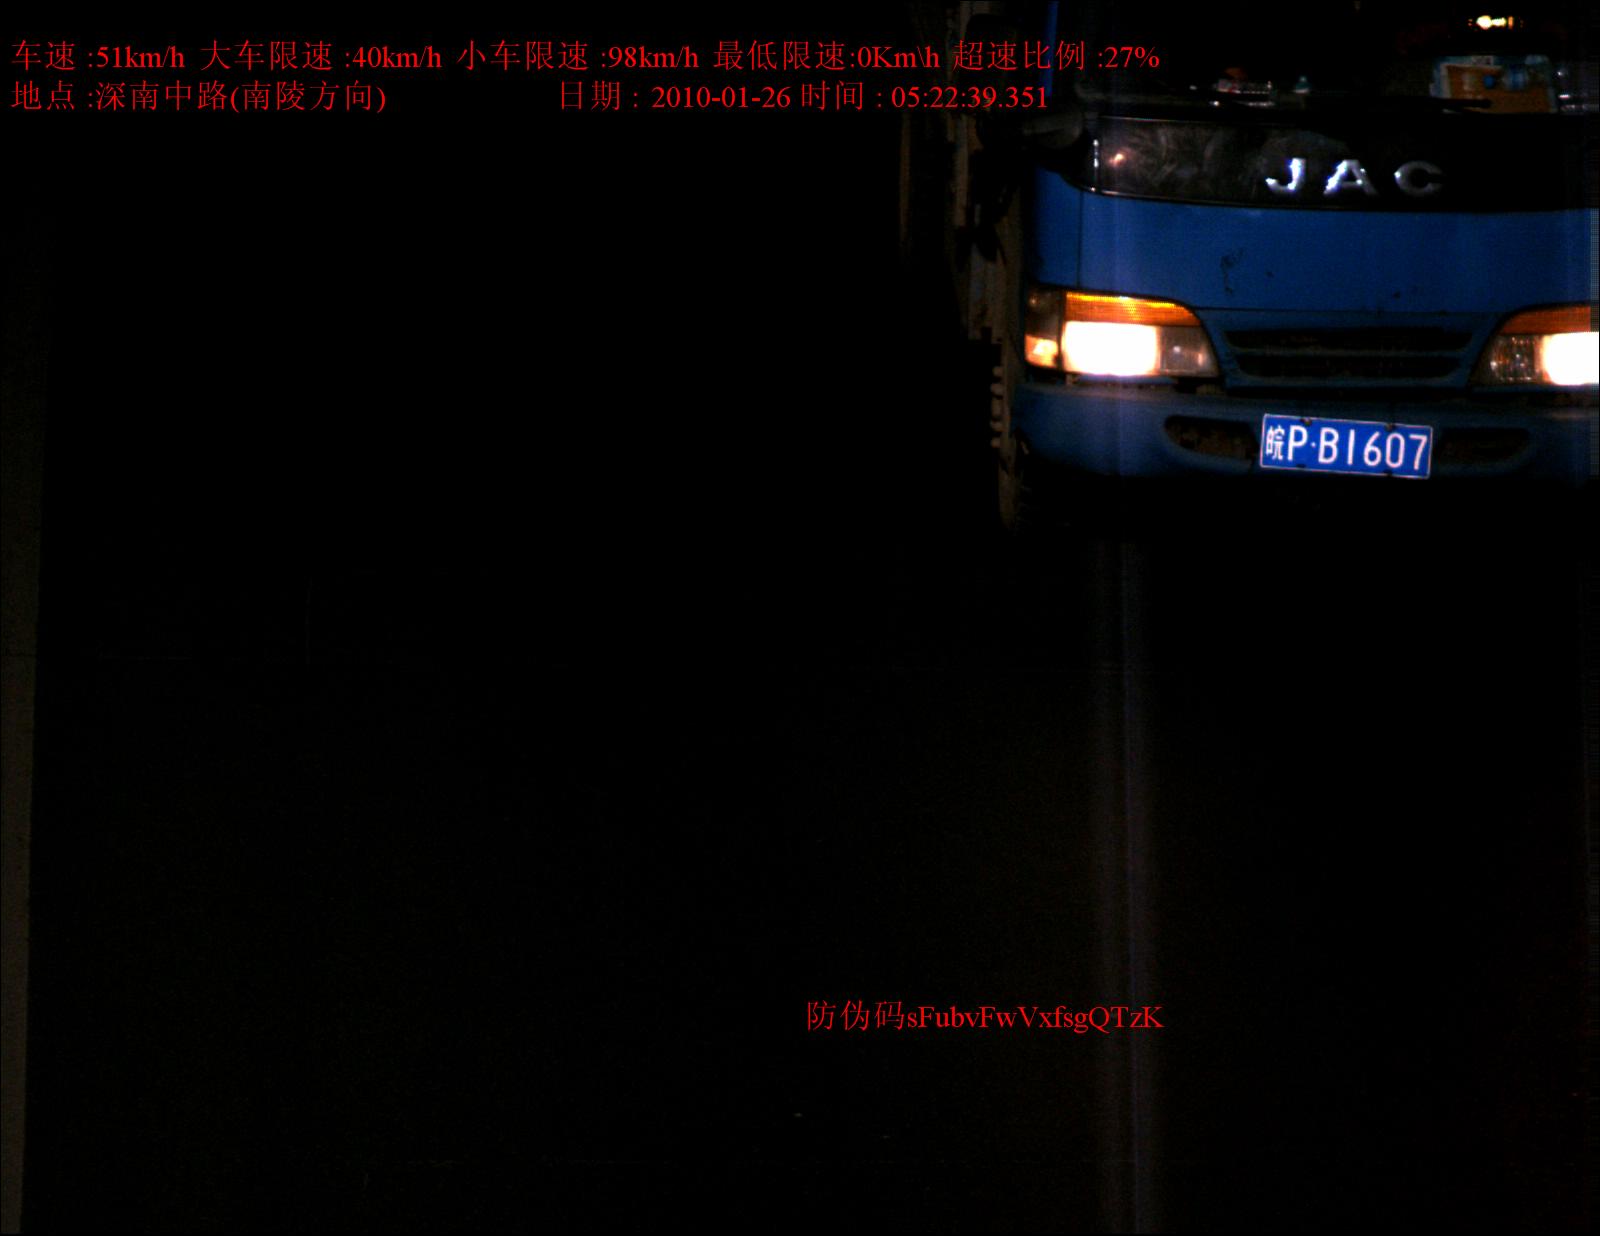 车速 :51km/h 大车限速 :40km/h 小车限速 :98km/h 最低限速:0Km\h 超速比例 :27%
地点 :深南中路(南陵方向) 日期 : 2010-01-26 时间 : 05:22:39.351
JAC
皖P·B1607
防伪码sFubvFwVxfsgQTzK